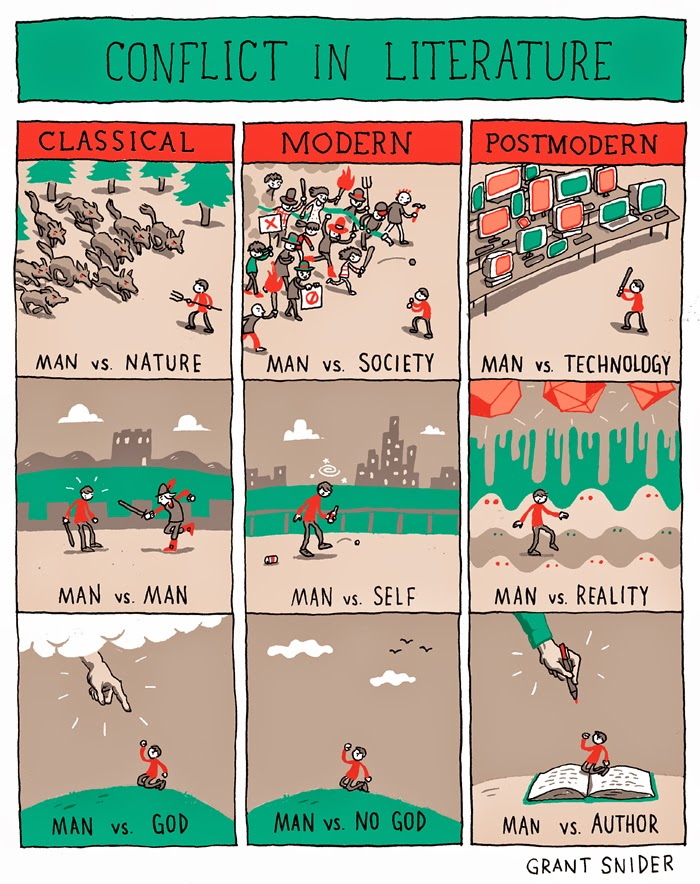 CONFLICT IN LITERATURE
CLASSICAL
MODERN
POSTMODERN
MAN vs. NATURE
MAN vs. SOCIETY
MAN vs. TECHNOLOGY
MAN vs. MAN
MAN vs. SELF
MAN vs. REALITY
MAN vs. GOD
MAN vs. NO GOD
MAN vs. AUTHOR
GRANT SNIDER